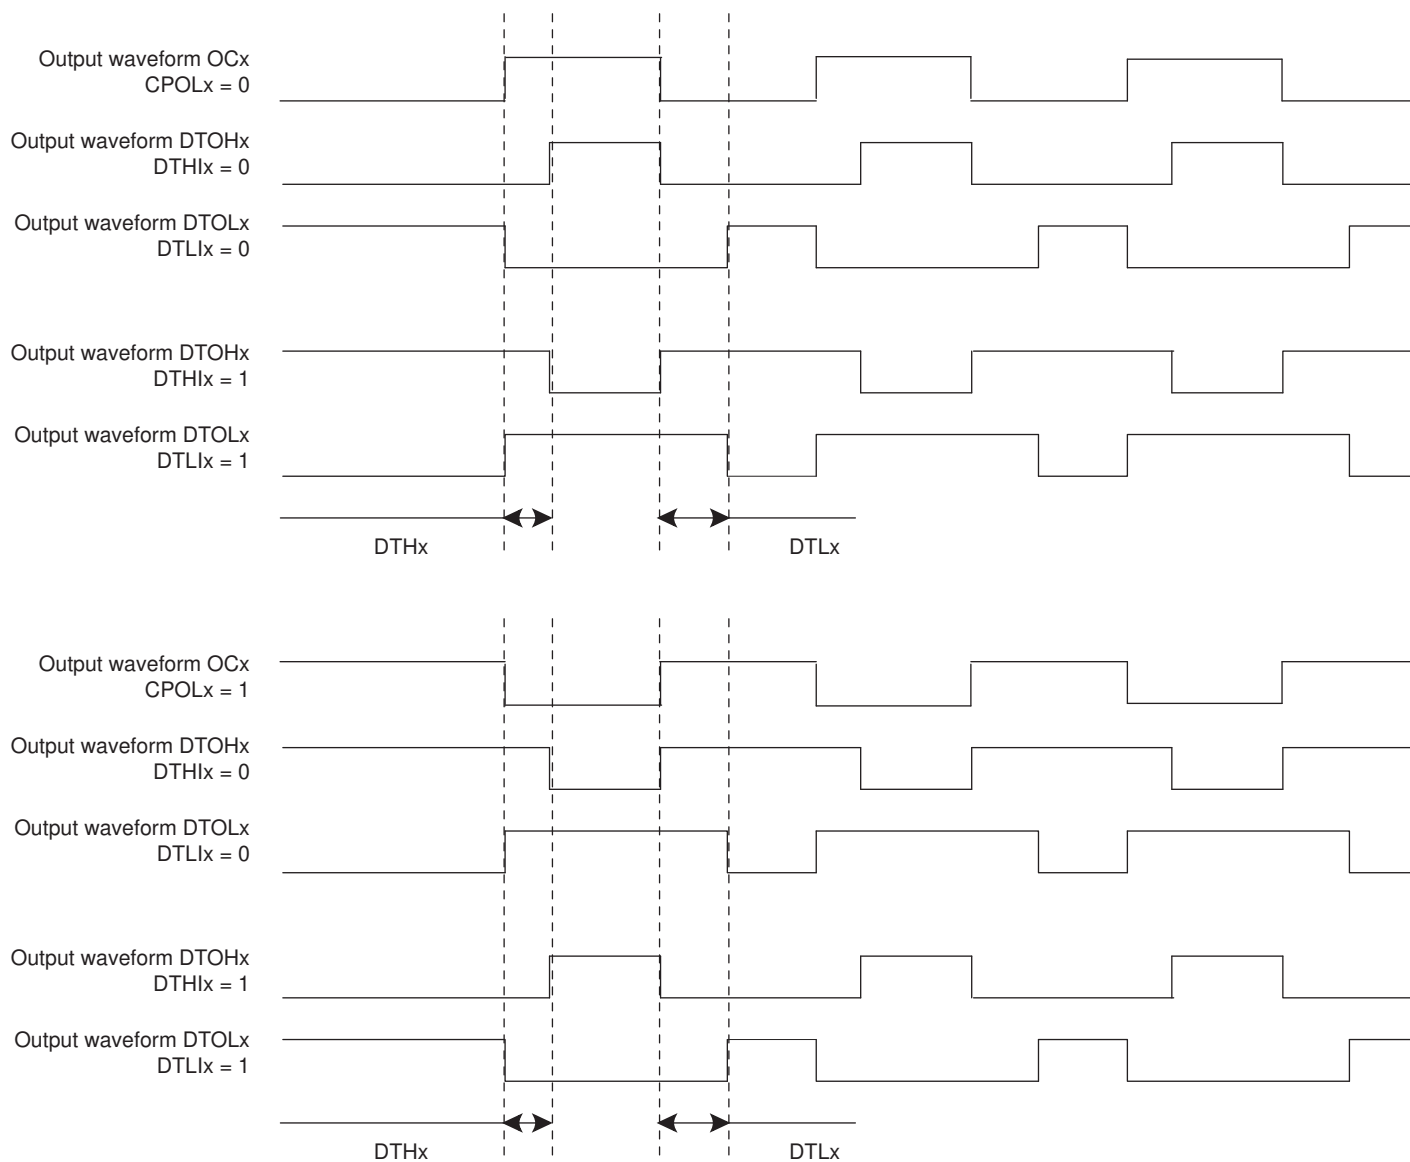 Output waveform OCx
CPOLx = 0
Output waveform DTOHx
DTHIx = 0
Output waveform DTOLx
DTLIx = 0
Output waveform DTOHx
DTHIx = 1
Output waveform DTOLx
DTLIx = 1
DTHx
DTLx
Output waveform OCx
CPOLx = 1
Output waveform DTOHx
DTHIx = 0
Output waveform DTOLx
DTLIx = 0
Output waveform DTOHx
DTHIx = 1
Output waveform DTOLx
DTLIx = 1
DTHx
DTLx